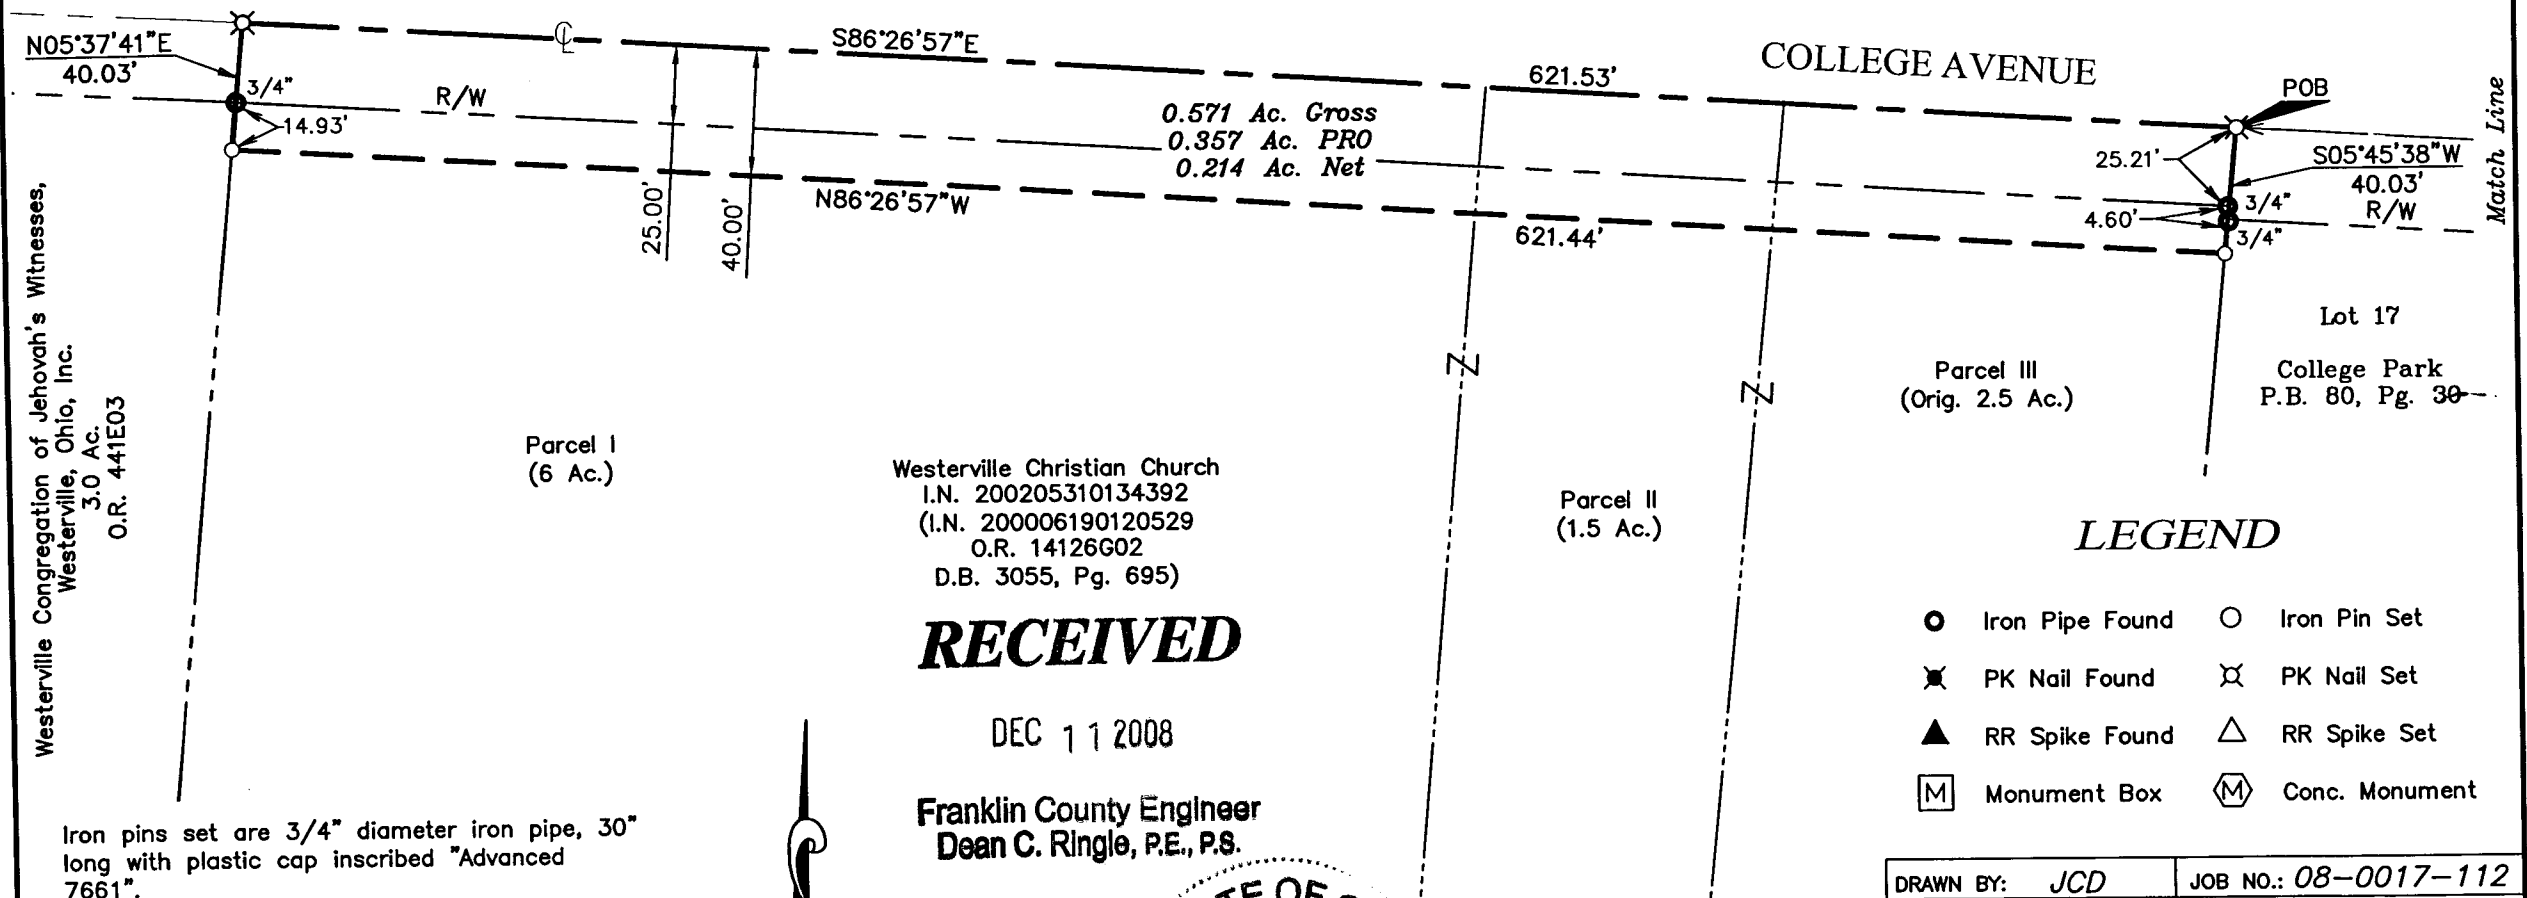 N05°37'41"E
40.03'
3/4"
14.93'
R/W
℄
S86°26'57"E
25.00'
40.00'
N86°26'57"W
0.571 Ac. Gross
0.357 Ac. PRO
0.214 Ac. Net
621.53'
621.44'
COLLEGE AVENUE
POB
25.21'
S05°45'38"W
40.03'
R/W
3/4"
4.60'
3/4"
Match Line
Westerville Congregation of Jehovah's Witnesses,
Westerville, Ohio, Inc.
3.0 Ac.
O.R. 441E03
Parcel I
(6 Ac.)
Westerville Christian Church
I.N. 200205310134392
(I.N. 200006190120529
O.R. 14126G02
D.B. 3055, Pg. 695)
Parcel II
(1.5 Ac.)
Parcel III
(Orig. 2.5 Ac.)
Lot 17
College Park
P.B. 80, Pg. 30
RECEIVED
DEC 11 2008
Franklin County Engineer
Dean C. Ringle, P.E., P.S.
LEGEND
Iron Pipe Found
Iron Pin Set
PK Nail Found
PK Nail Set
RR Spike Found
RR Spike Set
M Monument Box
M Conc. Monument
Iron pins set are 3/4" diameter iron pipe, 30"
long with plastic cap inscribed "Advanced
7661".
DRAWN BY: JCD
JOB NO.: 08-0017-112